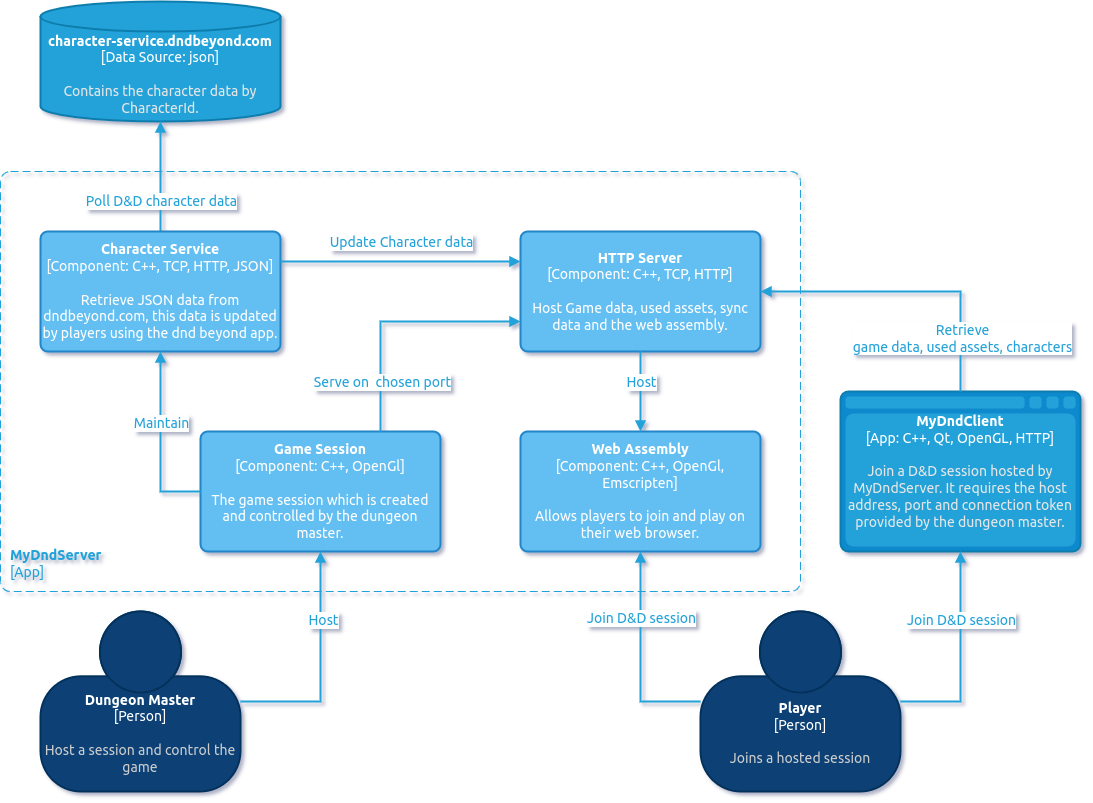 character-service.dndbeyond.com
[Data Source: json]
Contains the character data by
CharacterId.
Poll D&D character data
Character Service
[Component: C++, TCP, HTTP, JSON]
Retrieve JSON data from
dndbeyond.com, this data is updated
by players using the dnd beyond app.
Update Character data
HTTP Server
[Component: C++, TCP, HTTP]
Host Game data, used assets, sync
data and the web assembly.
Retrieve
game data, used assets, characters
Maintain
Serve on  chosen port
Host
Game Session
[Component: C++, OpenGl]
The game session which is created
and controlled by the dungeon
master.
Web Assembly
[Component: C++, OpenGl,
Emscripten]
Allows players to join and play on
their web browser.
MyDndClient
[App: C++, Qt, OpenGL, HTTP]
Join a D&D session hosted by
MyDndServer. It requires the host
address, port and connection token
provided by the dungeon master.
MyDndServer
[App]
Host
Join D&D session
Join D&D session
Dungeon Master
[Person]
Host a session and control the
game
Player
[Person]
Joins a hosted session